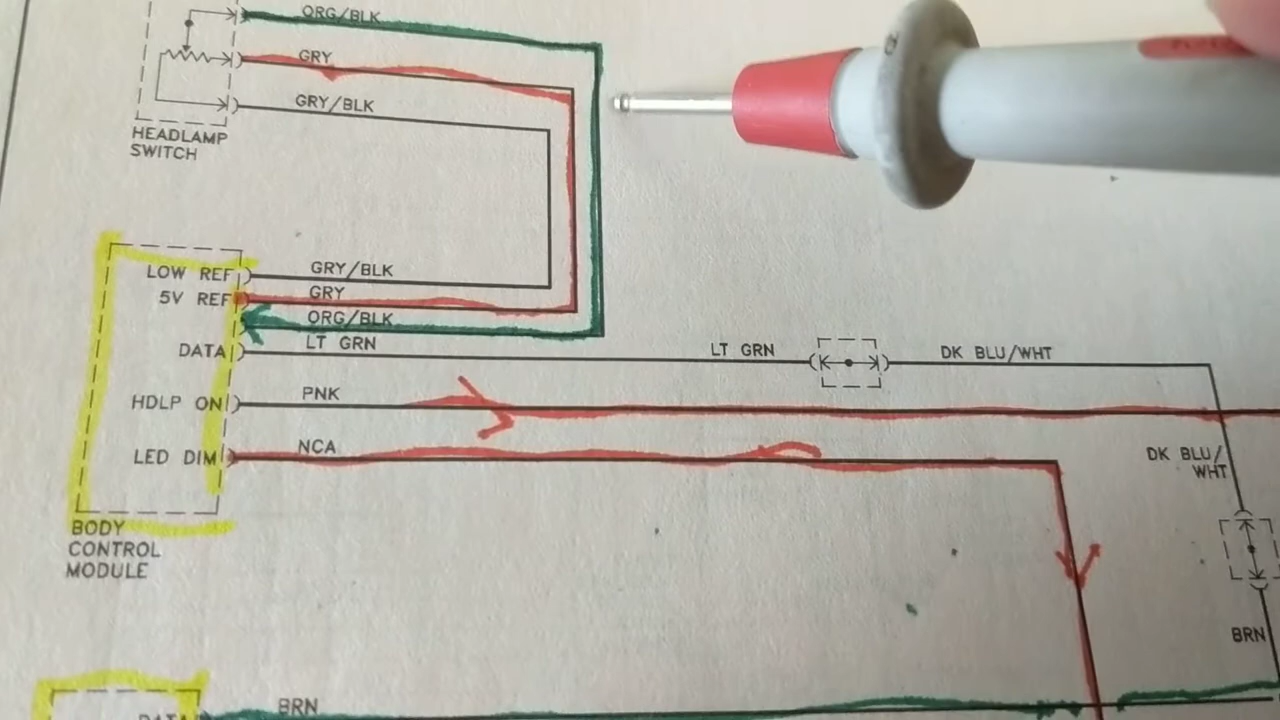 ORG/BLK
GRY
GRY/BLK
HEADLAMP
SWITCH
LOW REF
GRY/BLK
5V REF
GRY
ORG/BLK
DATA
LT GRN
LT GRN
DK BLU/WHT
HDLP ON
PNK
LED DIM
NCA
DK BLU/
WHT
BODY
CONTROL
MODULE
BRN
BRN
DATA